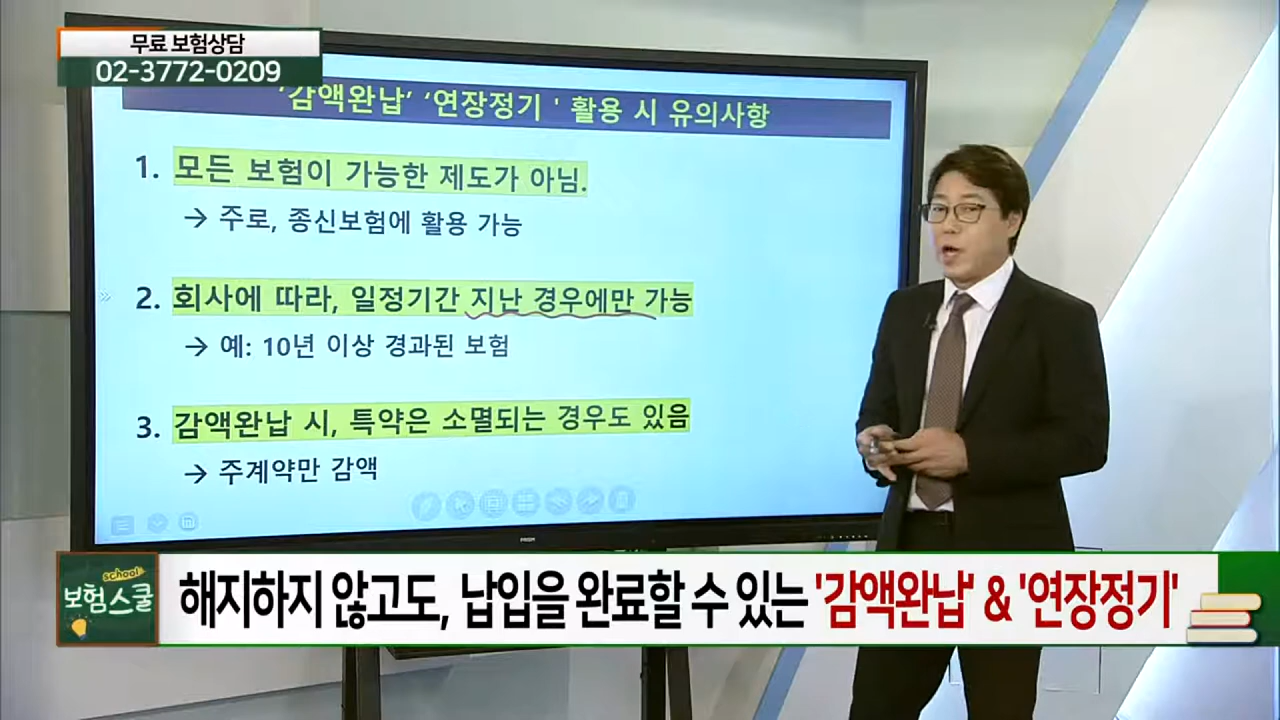 무료 보험상담
02-3772-0209
'감액완납' '연장정기' 활용 시 유의사항
1. 모든 보험이 가능한 제도가 아님.
→ 주로, 종신보험에 활용 가능
2. 회사에 따라, 일정기간 지난 경우에만 가능
→ 예: 10년 이상 경과된 보험
3. 감액완납 시, 특약은 소멸되는 경우도 있음
→ 주계약만 감액
PRISM
school
보험스쿨
해지하지 않고도, 납입을 완료할 수 있는 '감액완납' & '연장정기'